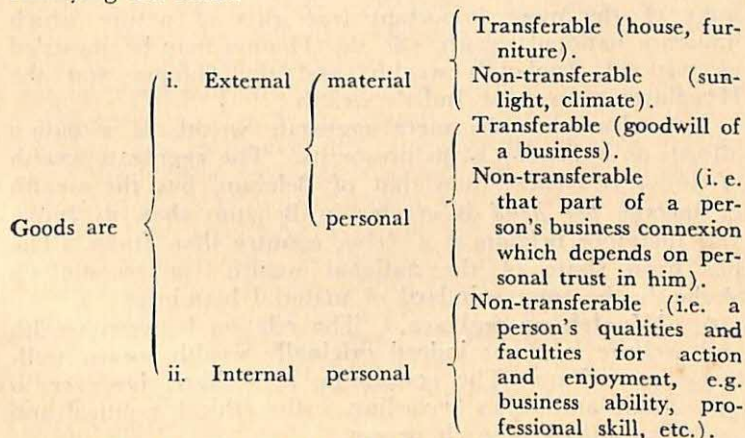 Transferable (house, fur-
niture).
i. External material
Non-transferable (sun-
light, climate).
Transferable (goodwill of
a business).
Non-transferable (i. e.
that part of a per-
Goods are
personal son's business connexion
which depends on per-
sonal trust in him).
Non-transferable (i.e. a
person's qualities and
faculties for action
ii. Internal personal and enjoyment, e.g.
business ability, pro-
fessional skill, etc.).